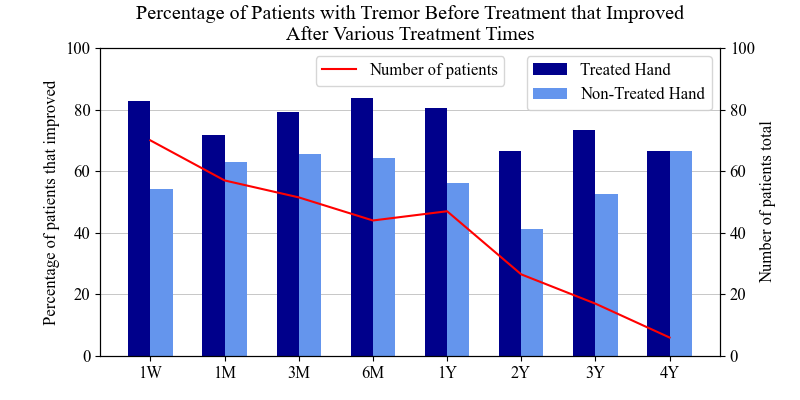 Percentage of Patients with Tremor Before Treatment that Improved
After Various Treatment Times
Number of patients
Treated Hand
Non-Treated Hand
Percentage of patients that improved
100
80
60
40
20
0
100
80
60
40
20
0
Number of patients total
1W 1M 3M 6M 1Y 2Y 3Y 4Y